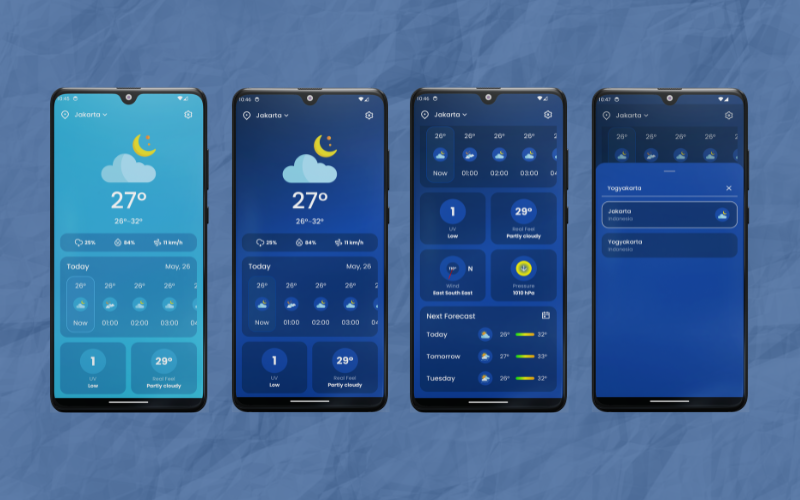 10:45
Jakarta
27°
26°-32°
25%
84%
11 km/h
Today
May, 26
26° 26° 26° 26°
Now 01:00 02:00 03:00
1
UV
Low
29°
Real Feel
Partly cloudy
10:46
Jakarta
27°
26°-32°
25%
84%
11 km/h
Today
May, 26
26° 26° 26° 26°
Now 01:00 02:00 03:00
1
UV
Low
29°
Real Feel
Partly cloudy
10:46
Jakarta
26° 26° 26° 26°
Now 01:00 02:00 03:00
1
UV
Low
29°
Real Feel
Partly cloudy
N
Wind
East South East
Pressure
1010 hPa
Next Forecast
Today 26° 32°
Tomorrow 27° 33°
Tuesday 26° 32°
10:47
Jakarta
26° 26° 26° 26°
Yogyakarta
Jakarta
Indonesia
Yogyakarta
Indonesia